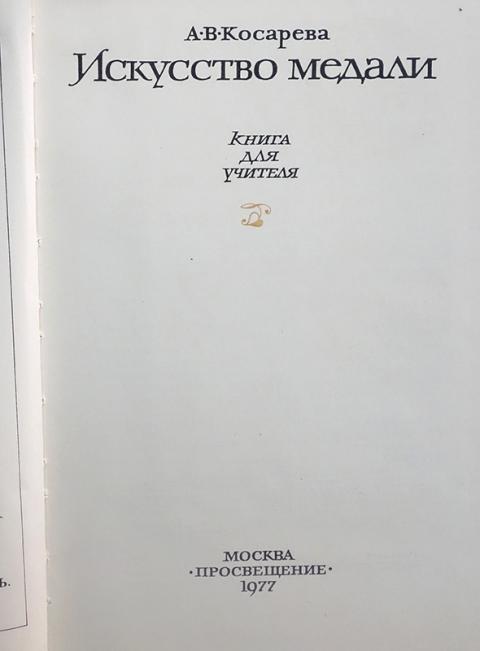 А·В·Косарева
Искусство медали
Книга
для
учителя
МОСКВА
·ПРОСВЕЩЕНИЕ·
1977